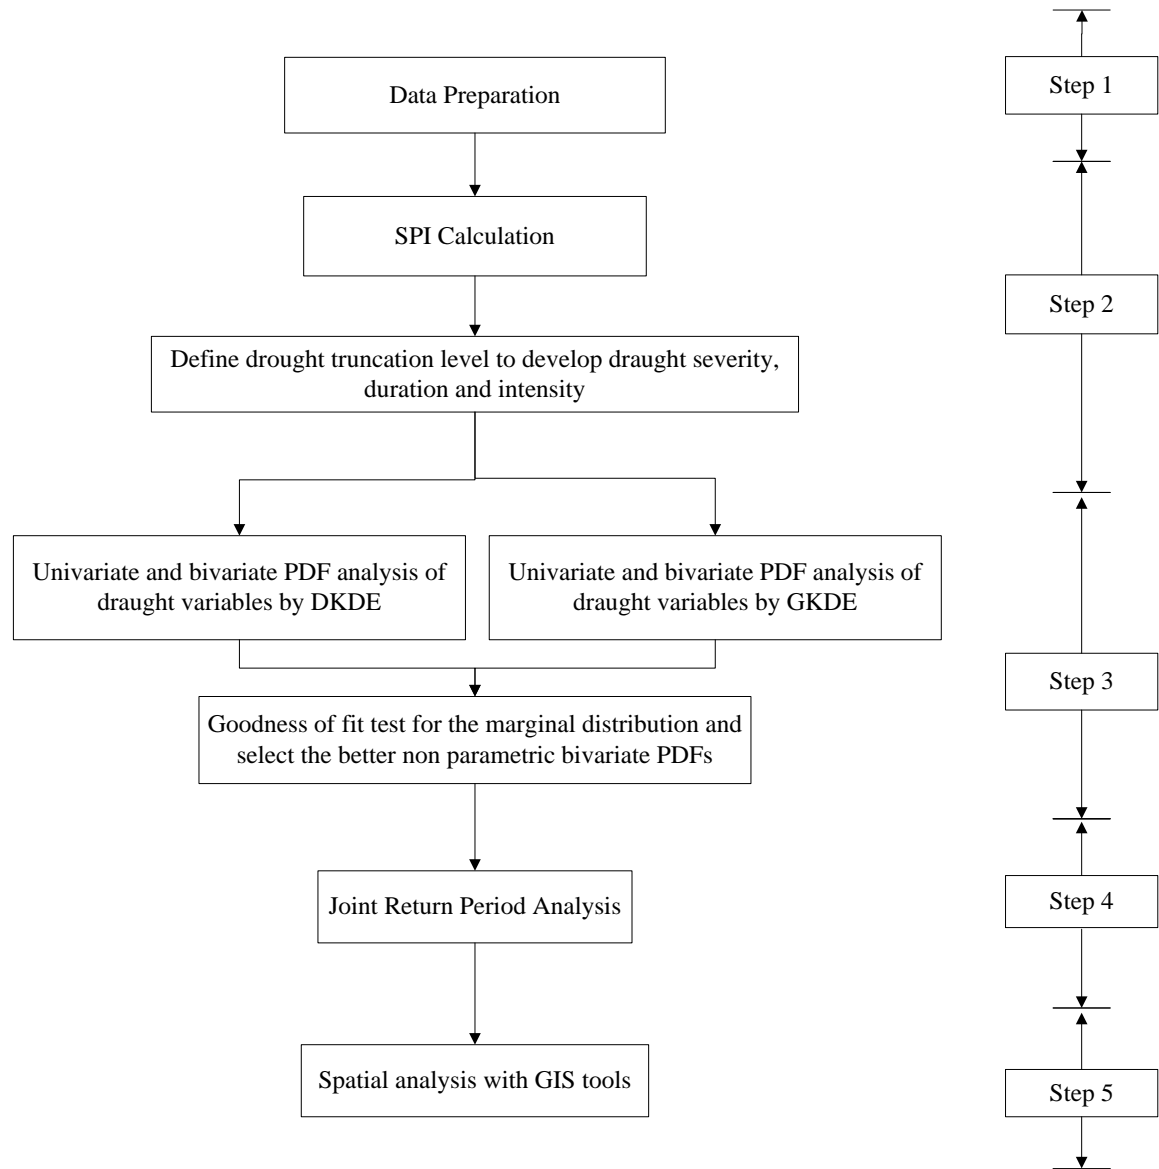 Data Preparation
Step 1
SPI Calculation
Step 2
Define drought truncation level to develop draught severity,
duration and intensity
Univariate and bivariate PDF analysis of
draught variables by DKDE
Univariate and bivariate PDF analysis of
draught variables by GKDE
Step 3
Goodness of fit test for the marginal distribution and
select the better non parametric bivariate PDFs
Joint Return Period Analysis
Step 4
Spatial analysis with GIS tools
Step 5